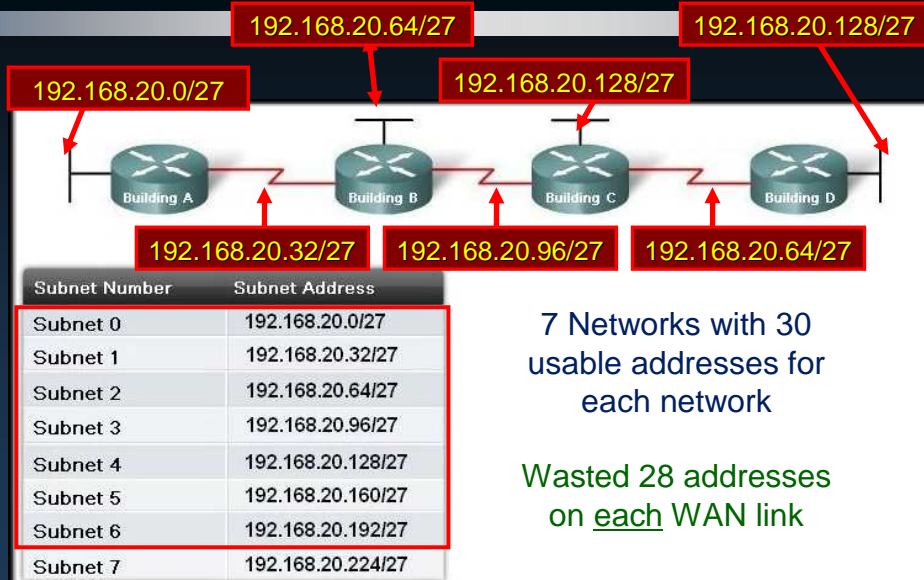 192.168.20.64/27
192.168.20.128/27
192.168.20.0/27
192.168.20.128/27
Building A
Building B
Building C
Building D
192.168.20.32/27
192.168.20.96/27
192.168.20.64/27
Subnet Number Subnet Address
Subnet 0 192.168.20.0/27
Subnet 1 192.168.20.32/27
Subnet 2 192.168.20.64/27
Subnet 3 192.168.20.96/27
Subnet 4 192.168.20.128/27
Subnet 5 192.168.20.160/27
Subnet 6 192.168.20.192/27
Subnet 7 192.168.20.224/27
7 Networks with 30
usable addresses for
each network
Wasted 28 addresses
on each WAN link